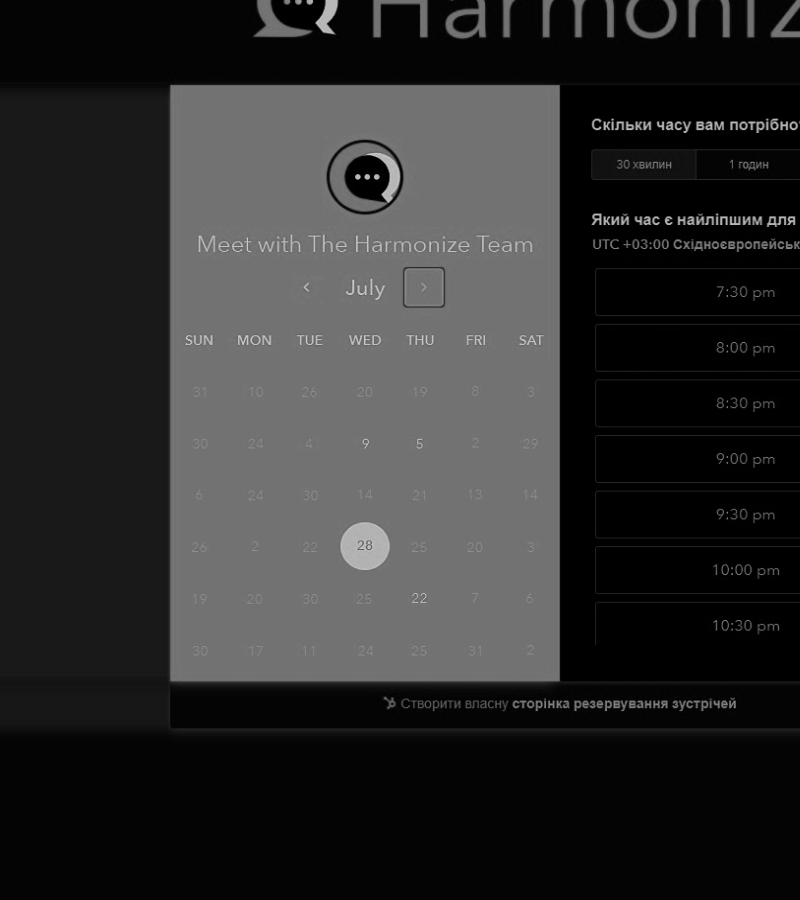 Harmoniz
Meet with The Harmonize Team
July
SUN MON TUE WED THU FRI SAT
31 10 26 20 19 8 3
30 24 4 9 5 2 29
6 24 30 14 21 13 14
26 2 22 28 25 20 3
19 20 30 25 22 7 6
30 17 11 24 25 31 2
Скільки часу вам потрібно
30 хвилин 1 годин
Який час є найліпшим для
UTC +03:00 Східноєвропейськ
7:30 pm
8:00 pm
8:30 pm
9:00 pm
9:30 pm
10:00 pm
10:30 pm
Створити власну сторінка резервування зустрічей